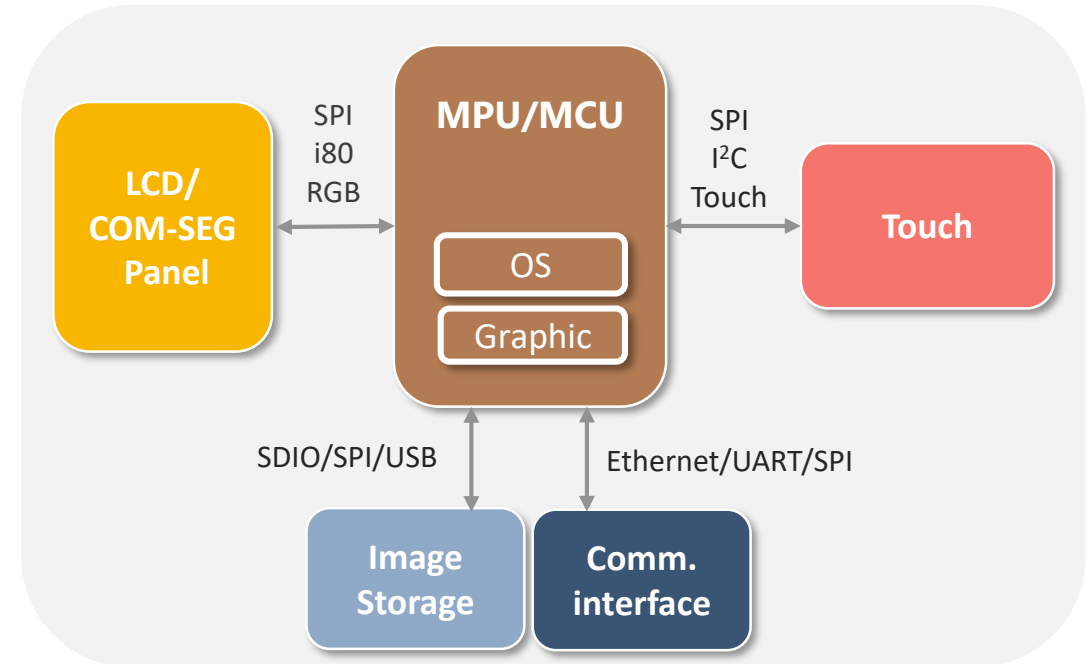 LCD/
COM-SEG
Panel
SPI
i80
RGB
MPU/MCU
OS
Graphic
SPI
I²C
Touch
Touch
SDIO/SPI/USB
Ethernet/UART/SPI
Image
Storage
Comm.
interface